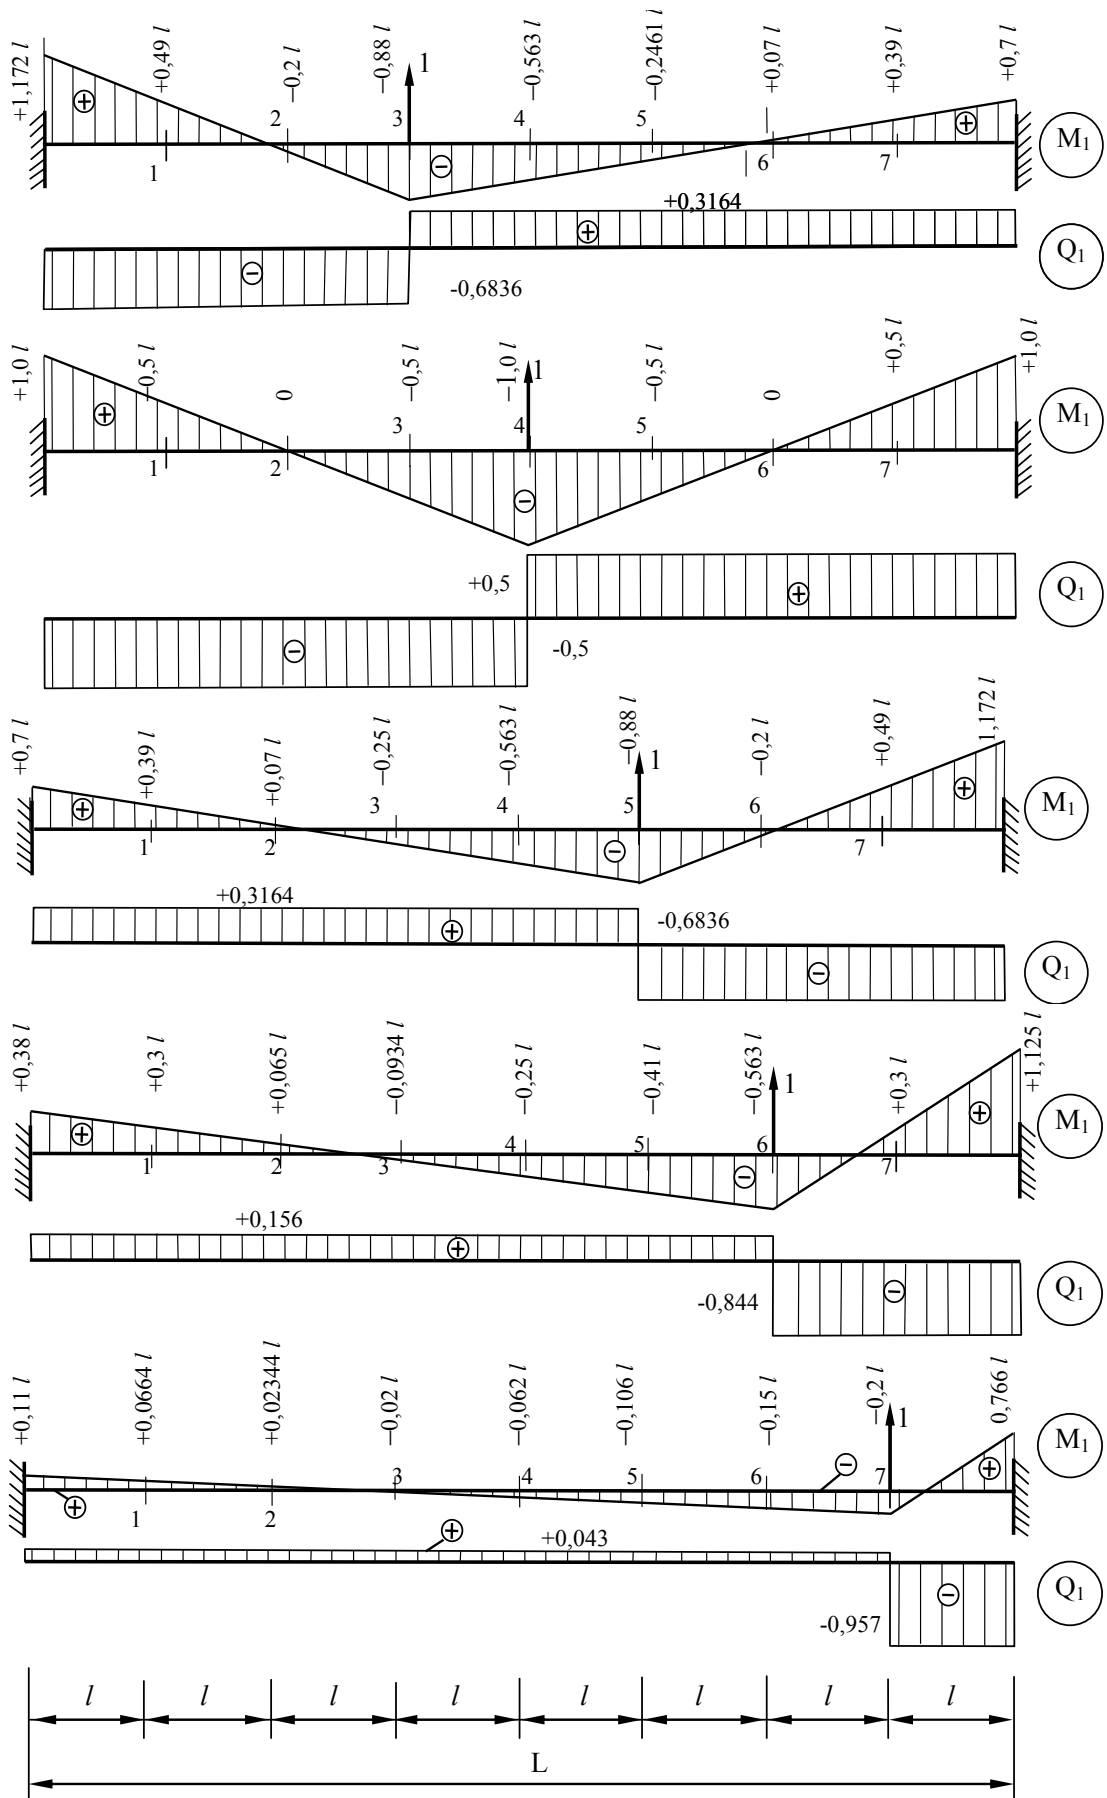 +1,172 l +0,49 l –0,2 l –0,88 l 1 –0,563 l –0,2461 l +0,07 l +0,39 l +0,7 l
+
2 3 4 5 +
M1
1 – 6 7
+0,3164
+
Q1
–
-0,6836
+1,0 l –0,5 l 0 –0,5 l –1,0 l 1 –0,5 l 0 +0,5 l +1,0 l
+
3 4 5
M1
1 2 6 7
–
+0,5 +
Q1
– -0,5
+0,7 l +0,39 l +0,07 l –0,25 l –0,563 l –0,88 l 1 –0,2 l +0,49 l 1,172 l
+ 3 4 5 6 +
M1
1 2 – 7
+0,3164
-0,6836
+
– Q1
+0,38 l +0,3 l +0,065 l –0,0934 l –0,25 l –0,41 l –0,563 l 1 +0,3 l +1,125 l
+ +
M1
4 5 6
1 2 3 – 7
+0,156
+
-0,844 – Q1
+0,11 l +0,0664 l +0,02344 l –0,02 l –0,062 l –0,106 l –0,15 l –0,2 l 1 0,766 l
M1
– +
3 4 5 6 7
+
1 2
+ +0,043
Q1
–
-0,957
l l l l l l l l
L